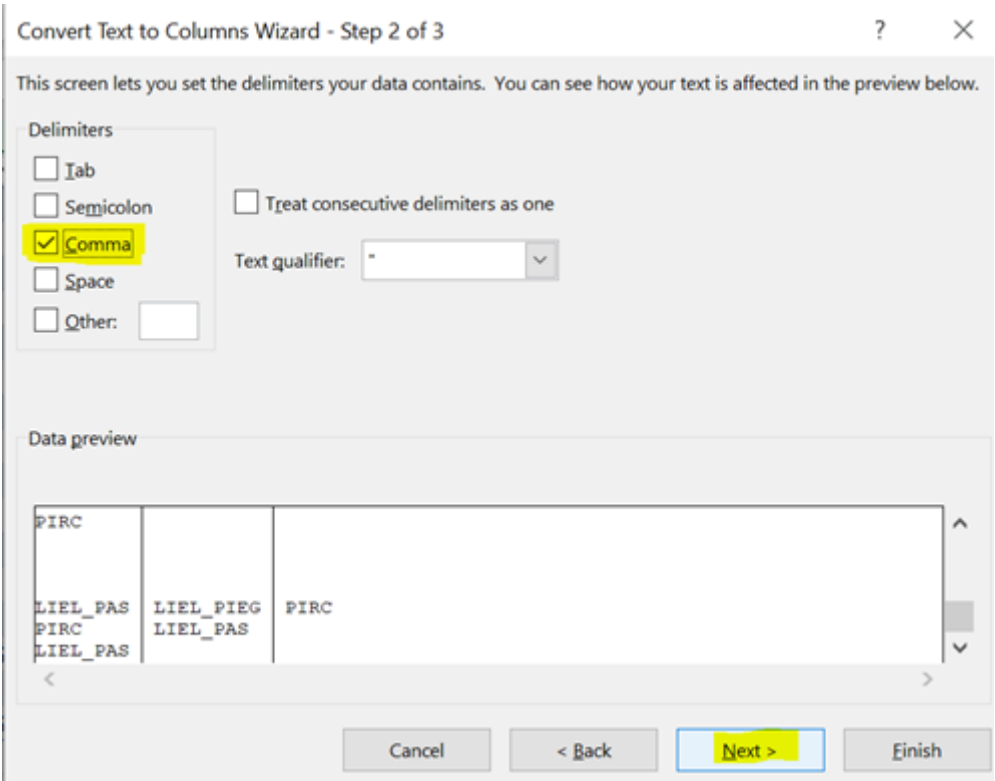 Convert Text to Columns Wizard - Step 2 of 3
This screen lets you set the delimiters your data contains. You can see how your text is affected in the preview below.
Delimiters
Tab
Semicolon
Comma
Space
Other:
Treat consecutive delimiters as one
Text qualifier: "
Data preview
PIRC
LIEL_PAS LIEL_PIEG PIRC
PIRC LIEL_PAS
LIEL_PAS
Cancel < Back Next > Finish